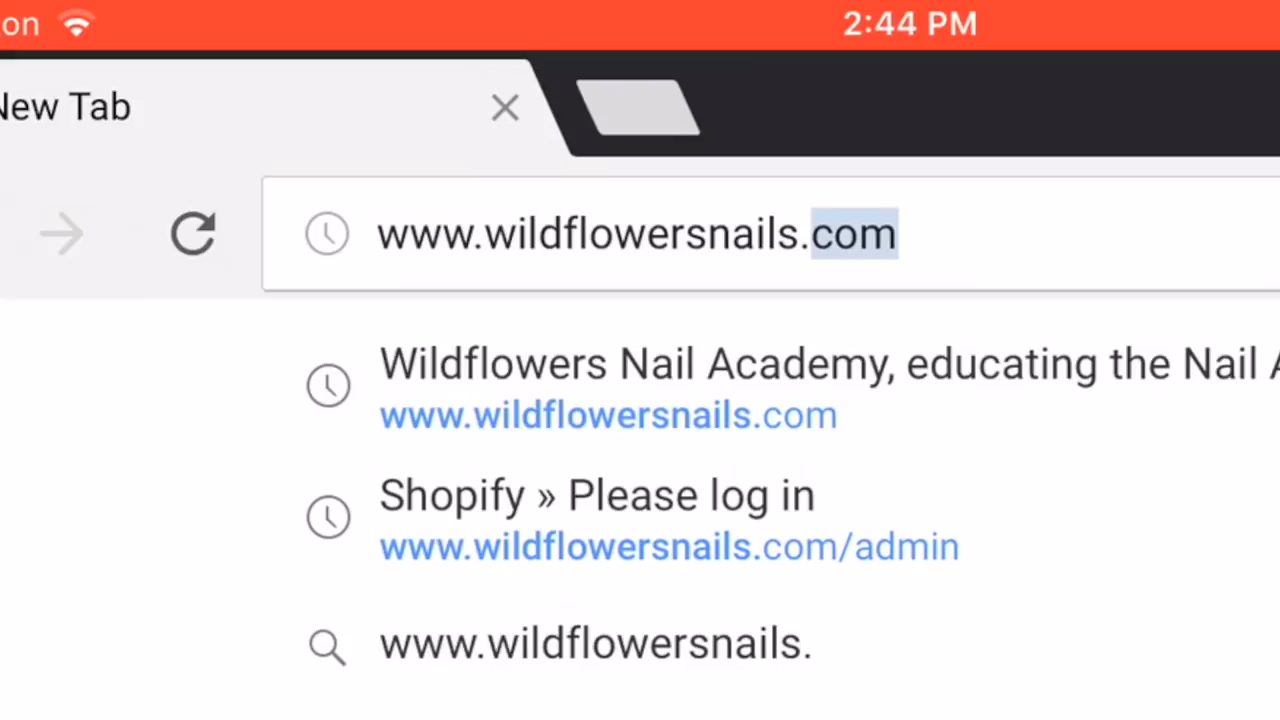 on
2:44 PM
New Tab
www.wildflowersnails.com
Wildflowers Nail Academy, educating the Nail
www.wildflowersnails.com
Shopify » Please log in
www.wildflowersnails.com/admin
www.wildflowersnails.